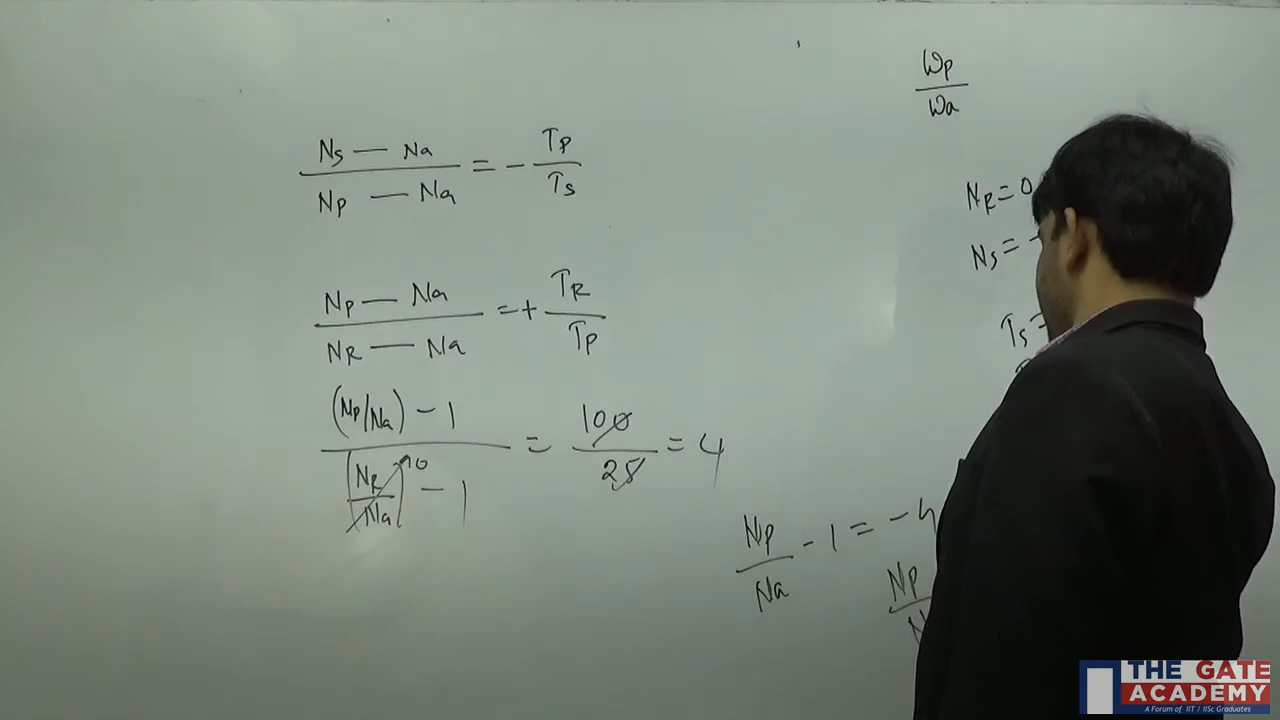 Wp
Wa
Ns — Na
Np — Na
= -
Tp
Ts
NR = 0
Ns = -
Ts =
Np — Na
NR — Na
= +
TR
Tp
(Np/Na) - 1
NR
Na
0
- 1
=
100
25
= 4
Np
Na
- 1 = - 4
Np
N
THE GATE
ACADEMY
A Forum of IIT / IISc Graduates